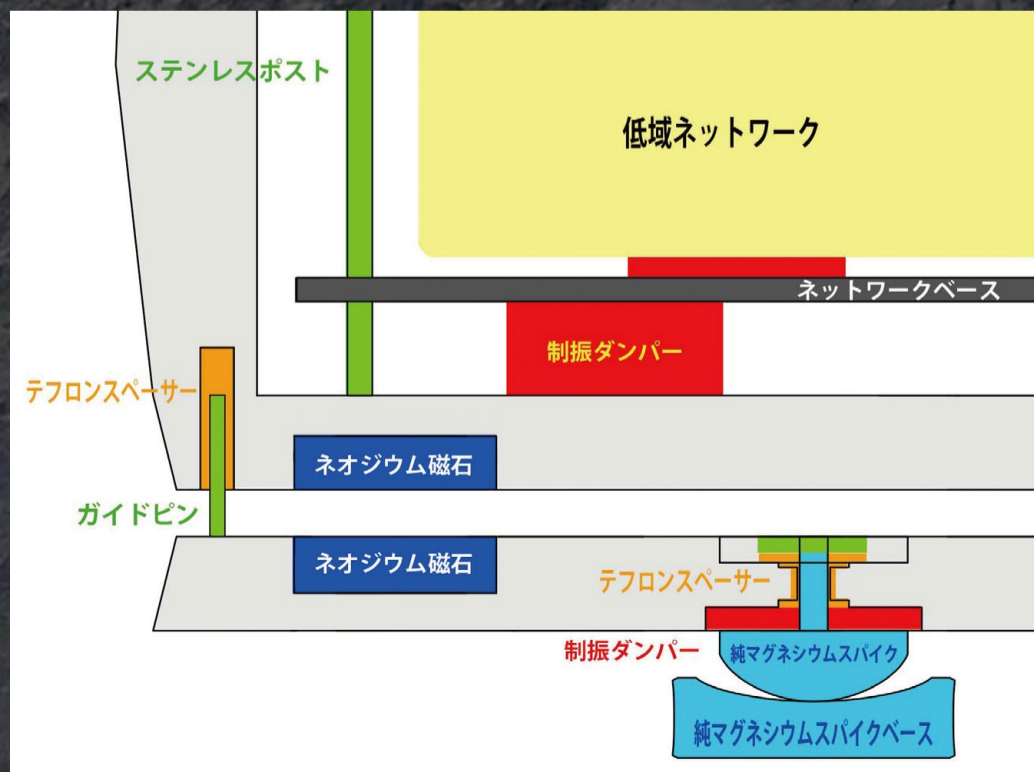 ステンレスポスト
低域ネットワーク
ネットワークベース
制振ダンパー
テフロンスペーサー
ネオジウム磁石
ガイドピン
ネオジウム磁石
テフロンスペーサー
制振ダンパー
純マグネシウムスパイク
純マグネシウムスパイクベース